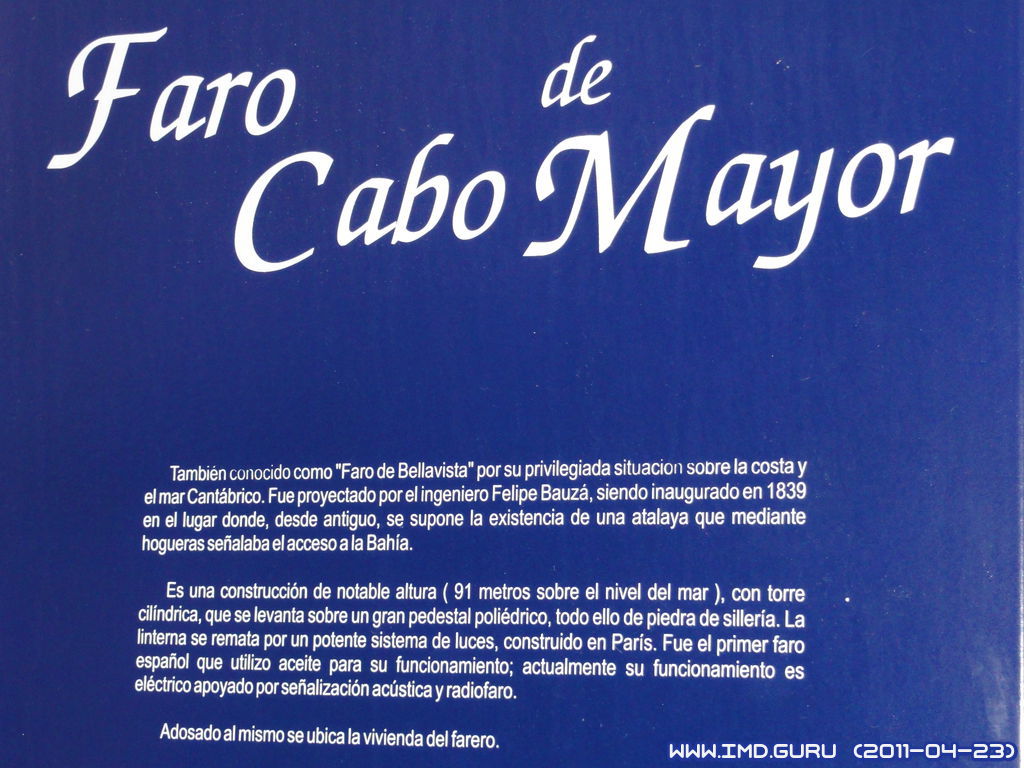 Faro de
Cabo Mayor
También conocido como "Faro de Bellavista" por su privilegiada situacion sobre la costa y
el mar Cantábrico. Fue proyectado por el ingeniero Felipe Bauzá, siendo inaugurado en 1839
en el lugar donde, desde antiguo, se supone la existencia de una atalaya que mediante
hogueras señalaba el acceso a la Bahía.
Es una construcción de notable altura ( 91 metros sobre el nivel del mar ), con torre
cilíndrica, que se levanta sobre un gran pedestal poliédrico, todo ello de piedra de sillería. La
linterna se remata por un potente sistema de luces, construido en París. Fue el primer faro
español que utilizo aceite para su funcionamiento; actualmente su funcionamiento es
eléctrico apoyado por señalización acústica y radiofaro.
Adosado al mismo se ubica la vivienda del farero.
WWW.IMD.GURU (2011-04-23)